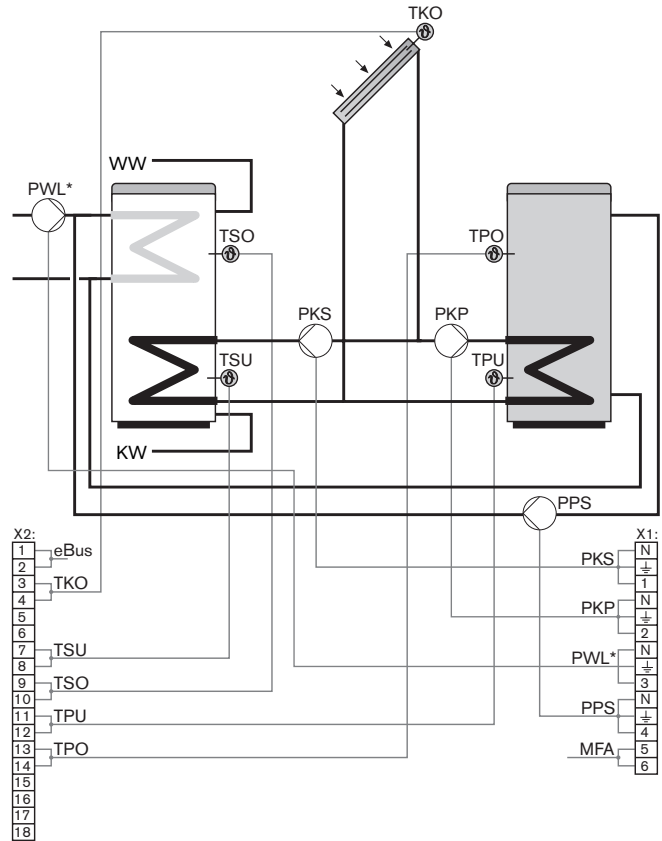 TKO
ϑ
WW
PWL*
TSO
ϑ
TPO
ϑ
PKS
PKP
TSU
ϑ
TPU
ϑ
KW
PPS
X2:
1
2
eBus
3
4
TKO
5
6
7
8
TSU
9
10
TSO
11
12
TPU
13
14
TPO
15
16
17
18
X1:
PKS
N
1
PKP
N
2
PWL*
N
3
PPS
N
4
MFA
5
6